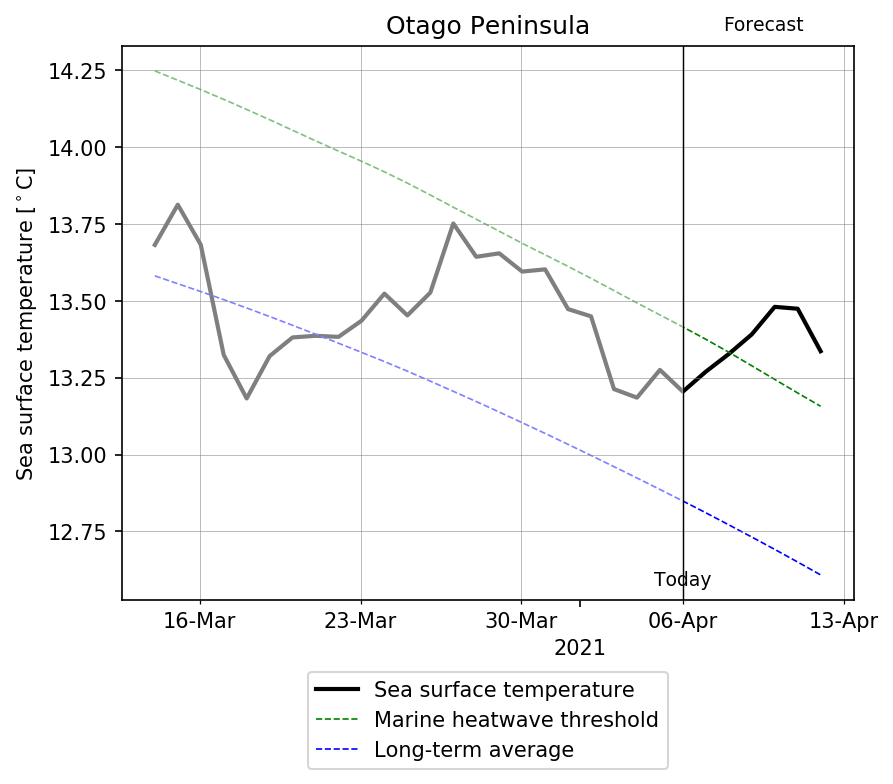 Otago Peninsula
Forecast
Sea surface temperature [°C]
14.25
14.00
13.75
13.50
13.25
13.00
12.75
Today
16-Mar
23-Mar
30-Mar
06-Apr
13-Apr
2021
Sea surface temperature
Marine heatwave threshold
Long-term average